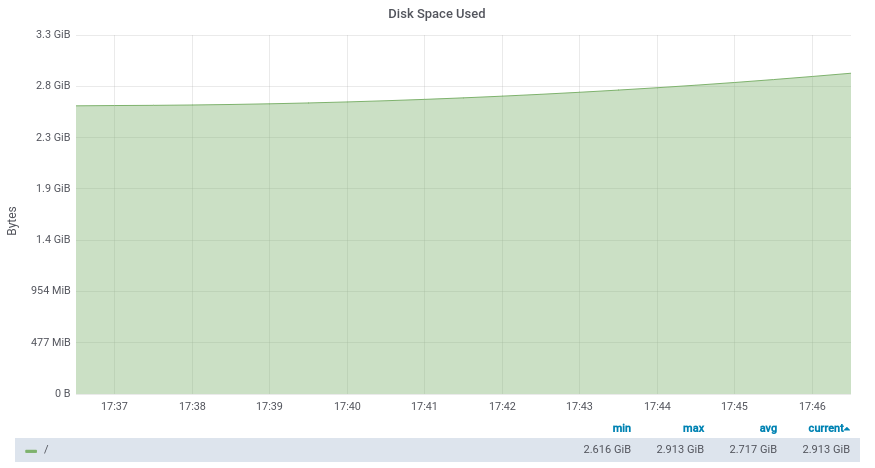 Disk Space Used
3.3 GiB
2.8 GiB
2.3 GiB
1.9 GiB
1.4 GiB
954 MiB
477 MiB
0 B
Bytes
17:37 17:38 17:39 17:40 17:41 17:42 17:43 17:44 17:45 17:46
min max avg current
/ 2.616 GiB 2.913 GiB 2.717 GiB 2.913 GiB